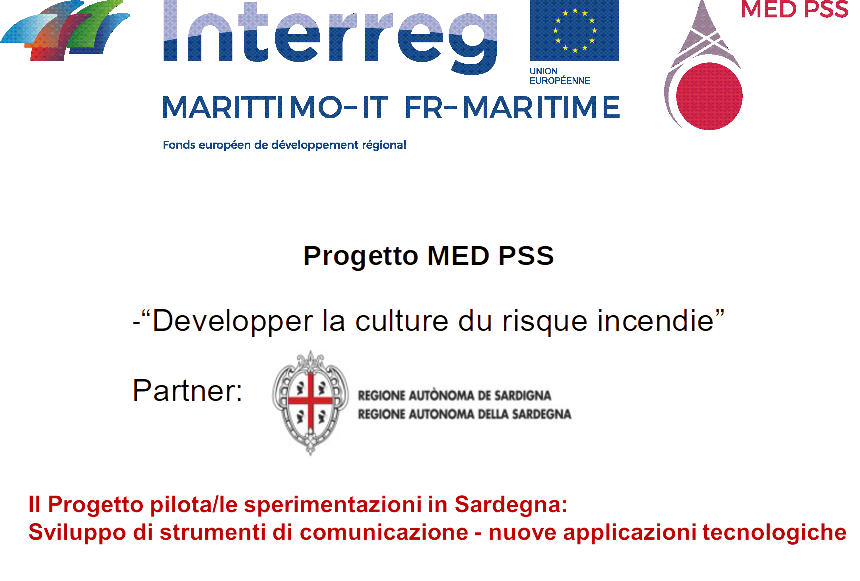 Interreg
MED PSS
UNION
EUROPÉENNE
MARITTIMO-IT FR-MARITIME
Fonds européen de développement régional
Progetto MED PSS
-“Developper la culture du risque incendie”
Partner:
REGIONE AUTÒNOMA DE SARDIGNA
REGIONE AUTONOMA DELLA SARDEGNA
Il Progetto pilota/le sperimentazioni in Sardegna:
Sviluppo di strumenti di comunicazione - nuove applicazioni tecnologiche